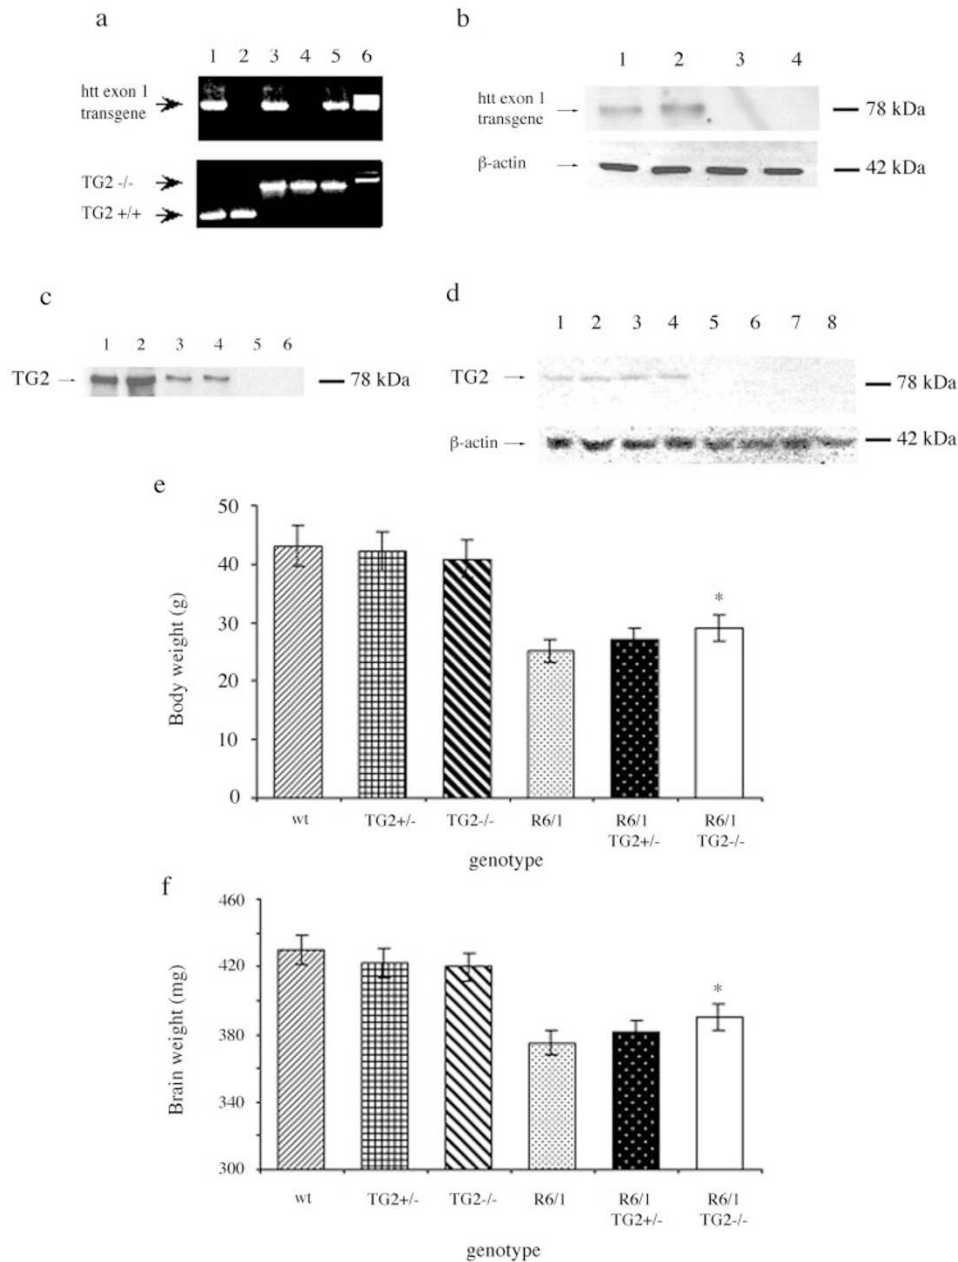 a
1 2 3 4 5 6
htt exon 1
transgene
TG2 -/-
TG2 +/+
b
1 2 3 4
htt exon 1
transgene
78 kDa
β-actin
42 kDa
c
1 2 3 4 5 6
TG2
78 kDa
d
1 2 3 4 5 6 7 8
TG2
78 kDa
β-actin
42 kDa
e
Body weight (g)
50
40
30
20
10
0
*
wt TG2+/- TG2-/- R6/1 R6/1 R6/1
TG2+/- TG2-/-
genotype
f
Brain weight (mg)
460
420
380
340
300
*
wt TG2+/- TG2-/- R6/1 R6/1 R6/1
TG2+/- TG2-/-
genotype